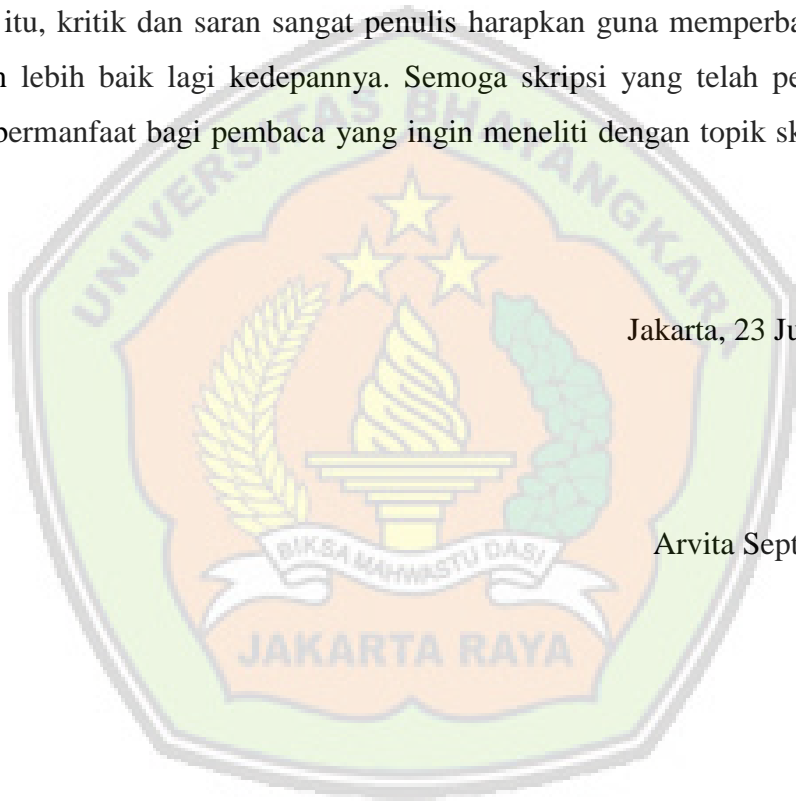 itu, kritik dan saran sangat penulis harapkan guna memperba
lebih baik lagi kedepannya. Semoga skripsi yang telah pe
bermanfaat bagi pembaca yang ingin meneliti dengan topik sk
UNIVERSITAS BHAYANGKARA
Jakarta, 23 Ju
Arvita Sept
BIKSA MAHWASTU DASI
JAKARTA RAYA